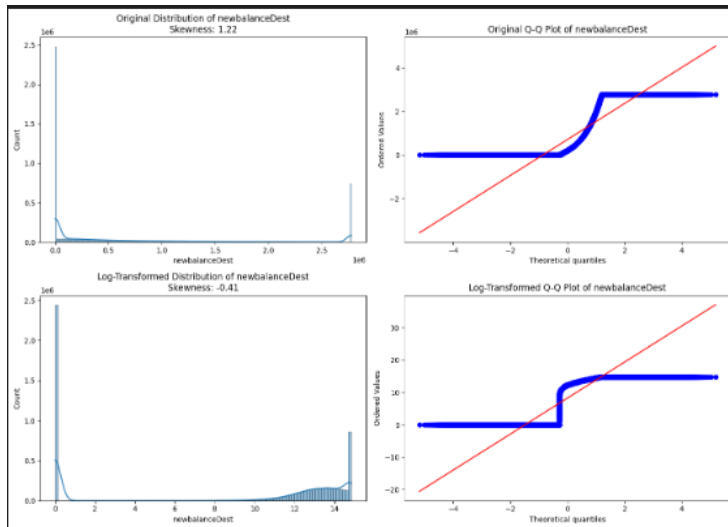 Original Distribution of newbalanceDest
Skewness: 1.22
1e6
2.5
2.0
1.5
1.0
0.5
0.0
Count
0.0 0.5 1.0 1.5 2.0 2.5
1e6
newbalanceDest
Original Q-Q Plot of newbalanceDest
1e6
4
2
0
−2
Ordered Values
−4 −2 0 2 4
Theoretical quantiles
Log-Transformed Distribution of newbalanceDest
Skewness: -0.41
1e6
2.5
2.0
1.5
1.0
0.5
0.0
Count
0 2 4 6 8 10 12 14
newbalanceDest
Log-Transformed Q-Q Plot of newbalanceDest
30
20
10
0
−10
−20
Ordered Values
−4 −2 0 2 4
Theoretical quantiles